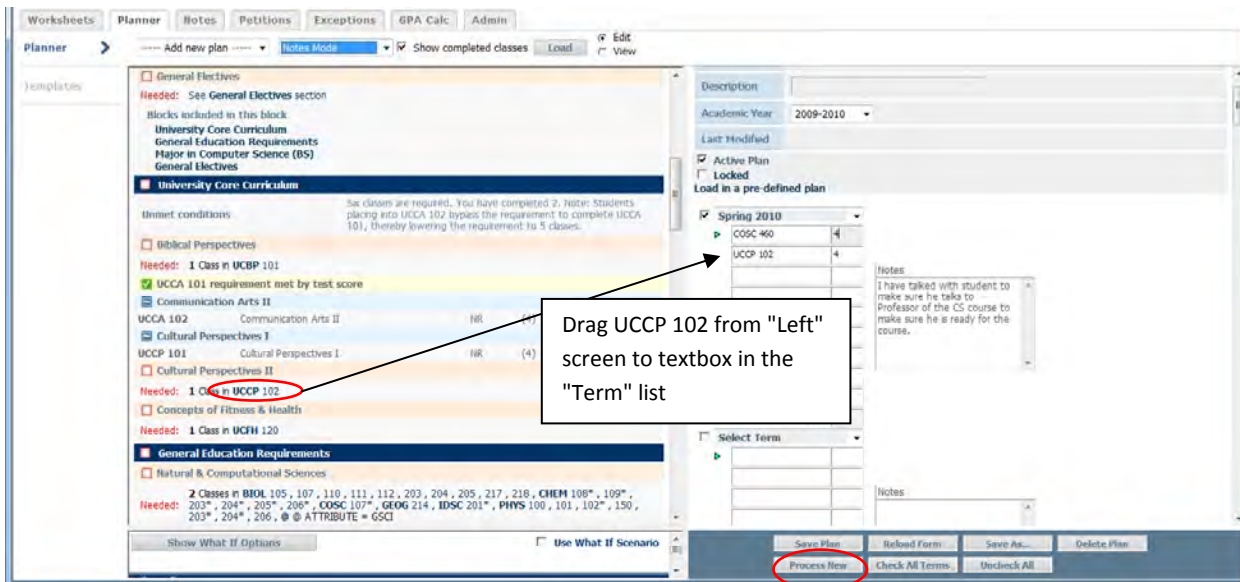 Worksheets Planner Notes Petitions Exceptions GPA Calc Admin
Planner ----- Add new plan ----- Notes Mode Show completed classes Load Edit
View
Templates
General Electives
Needed: See General Electives section
Blocks included in this block
University Core Curriculum
General Education Requirements
Major in Computer Science (BS)
General Electives
University Core Curriculum
Unmet conditions
Six classes are required. You have completed 2. Note: Students
placing into UCCA 102 bypass the requirement to complete UCCA
101, thereby lowering the requirement to 5 classes.
Biblical Perspectives
Needed: 1 Class in UCBP 101
UCCA 101 requirement met by test score
Communication Arts II
UCCA 102 Communication Arts II NR (4)
Cultural Perspectives I
UCCP 101 Cultural Perspectives I NR (4)
Cultural Perspectives II
Needed: 1 Class in UCCP 102
Concepts of Fitness & Health
Needed: 1 Class in UCFH 120
General Education Requirements
Natural & Computational Sciences
Needed: 2 Classes in BIOL 105 , 107 , 110 , 111 , 112 , 203 , 204 , 205 , 217 , 218 , CHEM 108* , 109* ,
203* , 204* , 205* , 206* , COSC 107* , GEOG 214 , IDSC 201* , PHYS 100 , 101 , 102* , 150 ,
203* , 204* , 206 , @ @ ATTRIBUTE = GSCI
Show What If Options Use What If Scenario
Description
Academic Year 2009-2010
Last Modified
Active Plan
Locked
Load in a pre-defined plan
Spring 2010
COSC 460 4
UCCP 102 4
Notes
I have talked with student to
make sure he talks to
Professor of the CS course to
make sure he is ready for the
course.
Drag UCCP 102 from "Left"
screen to textbox in the
"Term" list
Select Term
Notes
Save Plan Reload Form Save As... Delete Plan
Process New Check All Terms Uncheck All